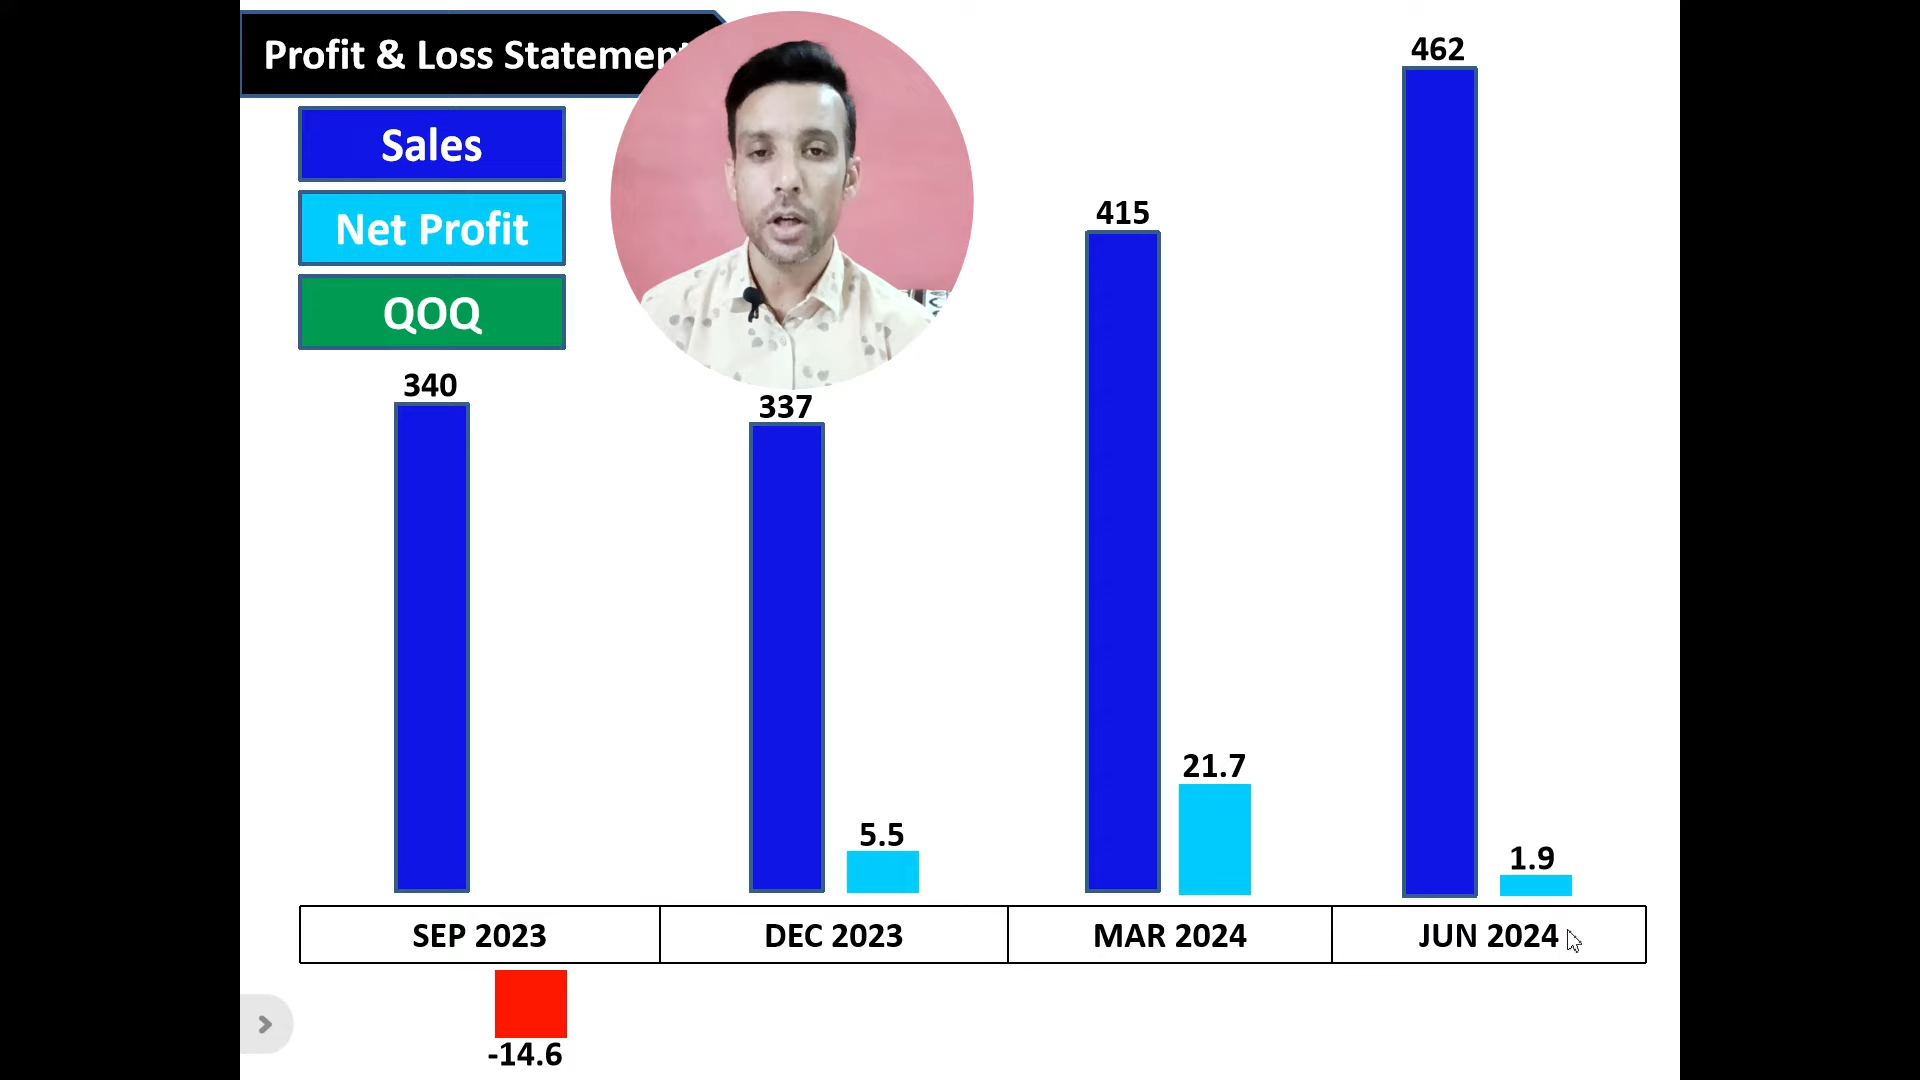 Profit & Loss Statemen
Sales
Net Profit
QOQ
340
337
415
462
5.5
21.7
1.9
SEP 2023
DEC 2023
MAR 2024
JUN 2024
-14.6